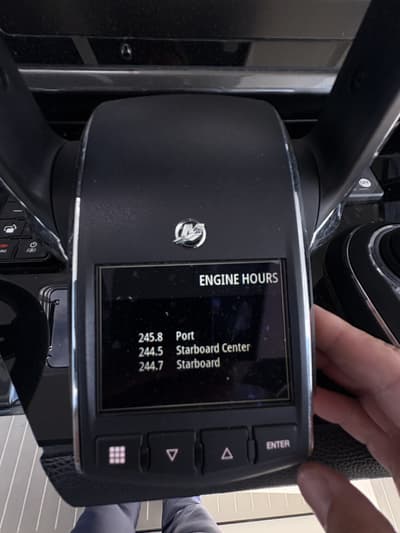 ENGINE HOURS
245.8 Port
244.5 Starboard Center
244.7 Starboard
ENTER